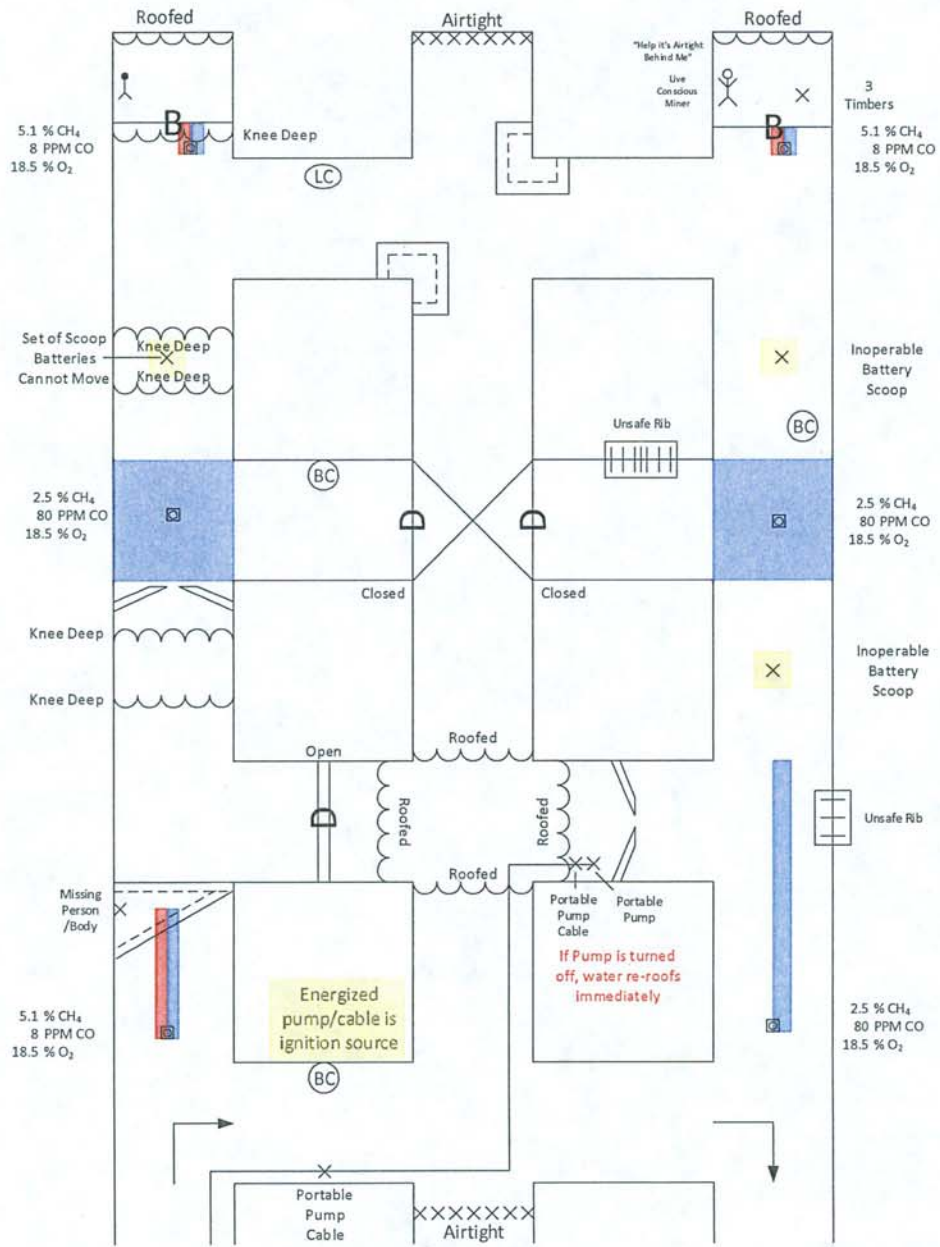 Roofed
Airtight
Roofed
"Help it's Airtight
Behind Me"
Live
Conscious
Miner
3
Timbers
B
B
5.1 % CH₄
8 PPM CO
18.5 % O₂
Knee Deep
5.1 % CH₄
8 PPM CO
18.5 % O₂
LC
Set of Scoop
Batteries
Cannot Move
Knee Deep
Knee Deep
Inoperable
Battery
Scoop
BC
Unsafe Rib
BC
2.5 % CH₄
80 PPM CO
18.5 % O₂
D
D
2.5 % CH₄
80 PPM CO
18.5 % O₂
Closed
Closed
Knee Deep
Knee Deep
Inoperable
Battery
Scoop
Roofed
Open
D
Roofed
Roofed
Unsafe Rib
Roofed
Missing
Person
/Body
Portable
Pump
Cable
Portable
Pump
If Pump is turned
off, water re-roofs
immediately
Energized
pump/cable is
ignition source
5.1 % CH₄
8 PPM CO
18.5 % O₂
2.5 % CH₄
80 PPM CO
18.5 % O₂
BC
Portable
Pump
Cable
Airtight